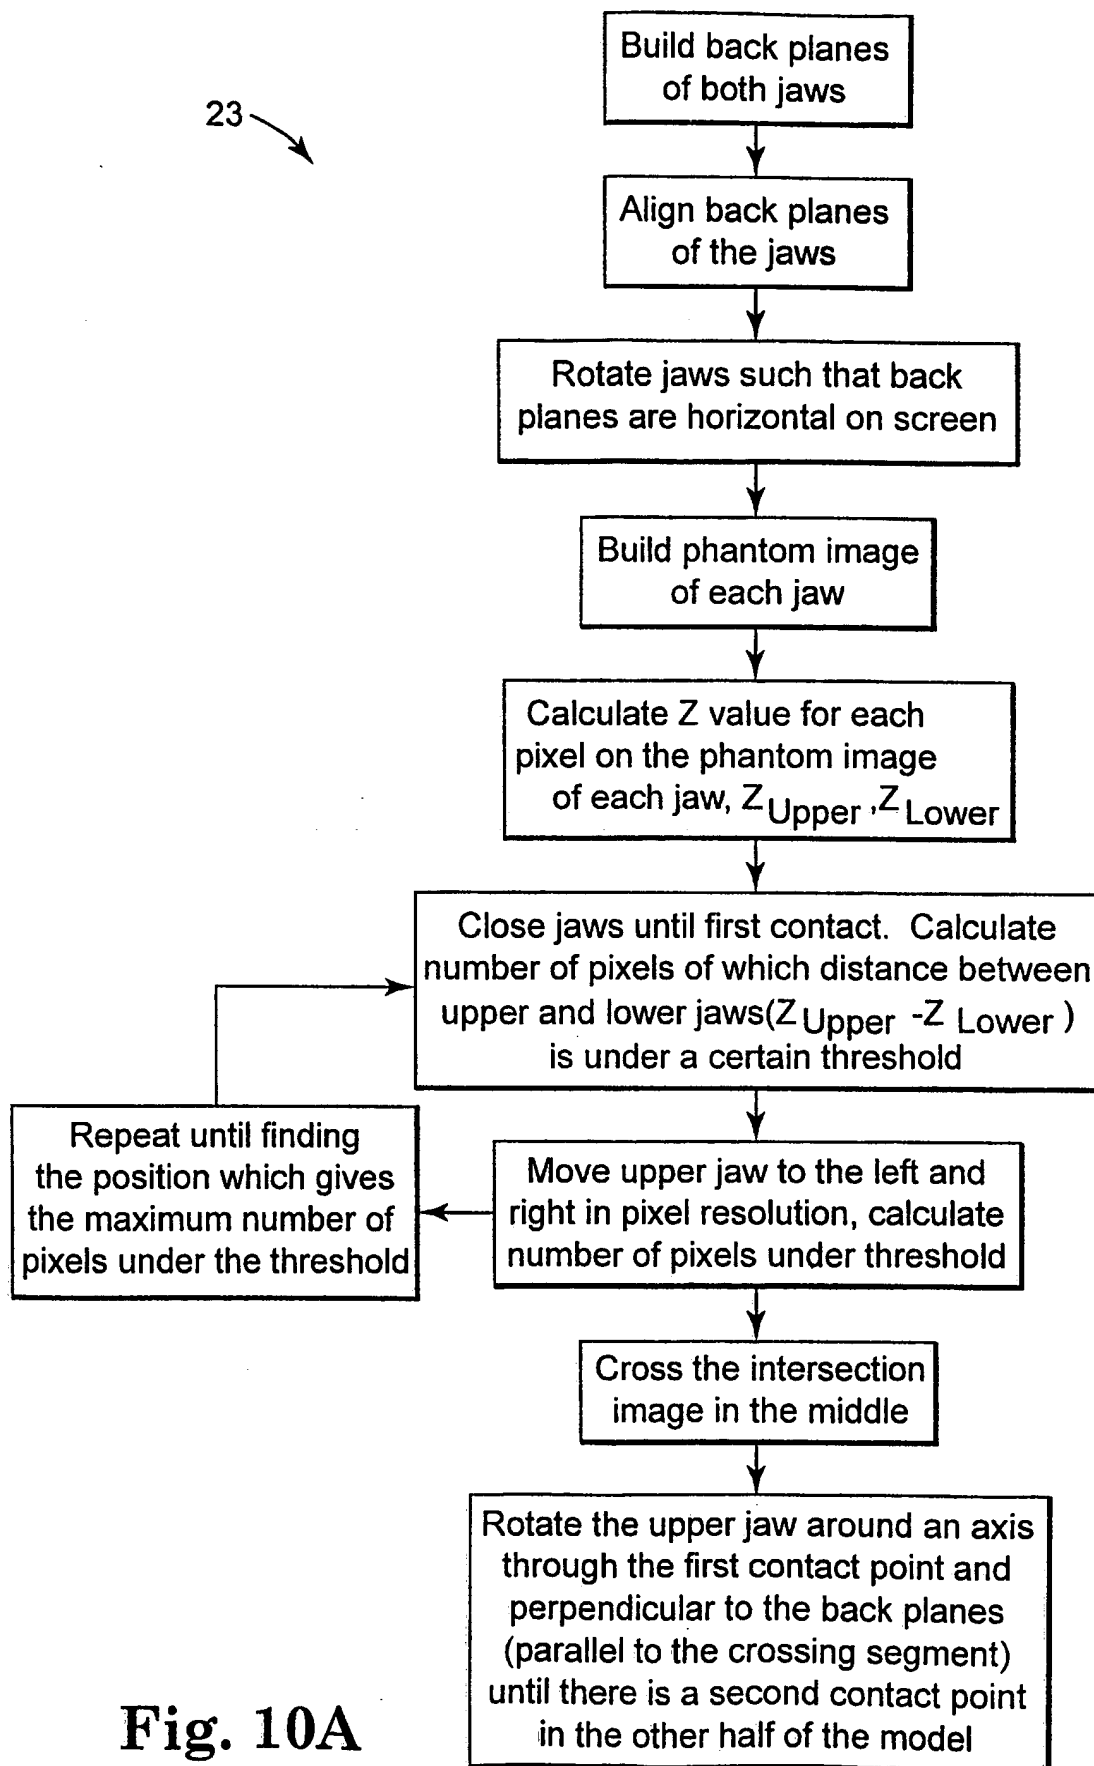 Build back planes
of both jaws
23
Align back planes
of the jaws
Rotate jaws such that back
planes are horizontal on screen
Build phantom image
of each jaw
Calculate Z value for each
pixel on the phantom image
of each jaw, Z Upper ,Z Lower
Close jaws until first contact. Calculate
number of pixels of which distance between
upper and lower jaws(Z Upper -Z Lower )
is under a certain threshold
Move upper jaw to the left and
right in pixel resolution, calculate
number of pixels under threshold
Repeat until finding
the position which gives
the maximum number of
pixels under the threshold
Cross the intersection
image in the middle
Rotate the upper jaw around an axis
through the first contact point and
perpendicular to the back planes
(parallel to the crossing segment)
until there is a second contact point
in the other half of the model
Fig. 10A